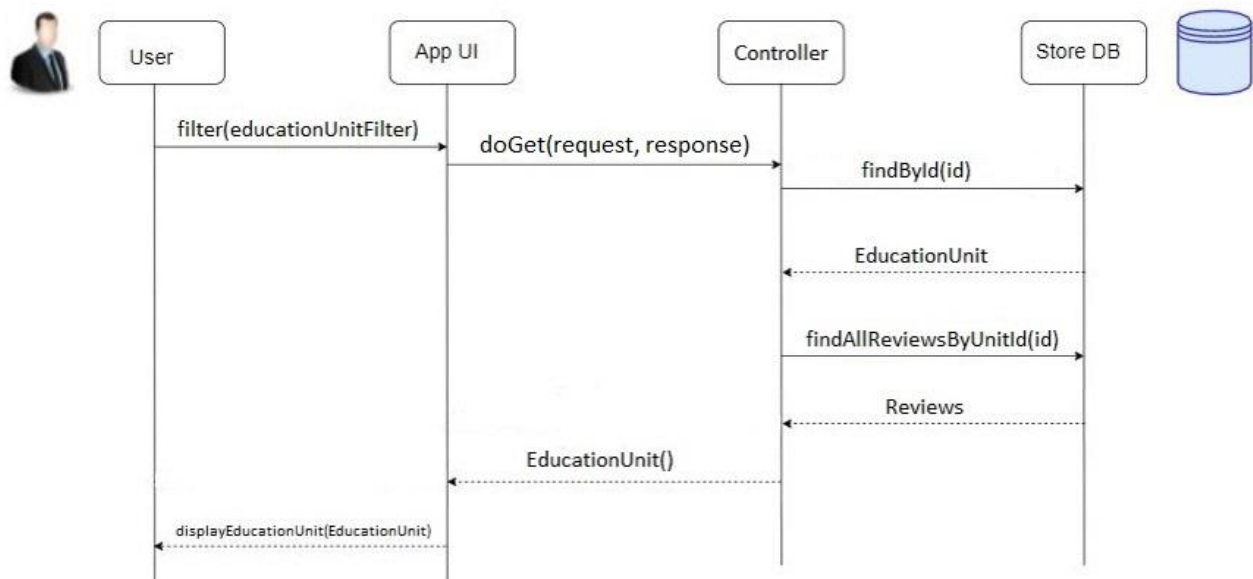 User
App UI
Controller
Store DB
filter(educationUnitFilter)
doGet(request, response)
findById(id)
EducationUnit
findAllReviewsByUnitId(id)
Reviews
EducationUnit()
displayEducationUnit(EducationUnit)